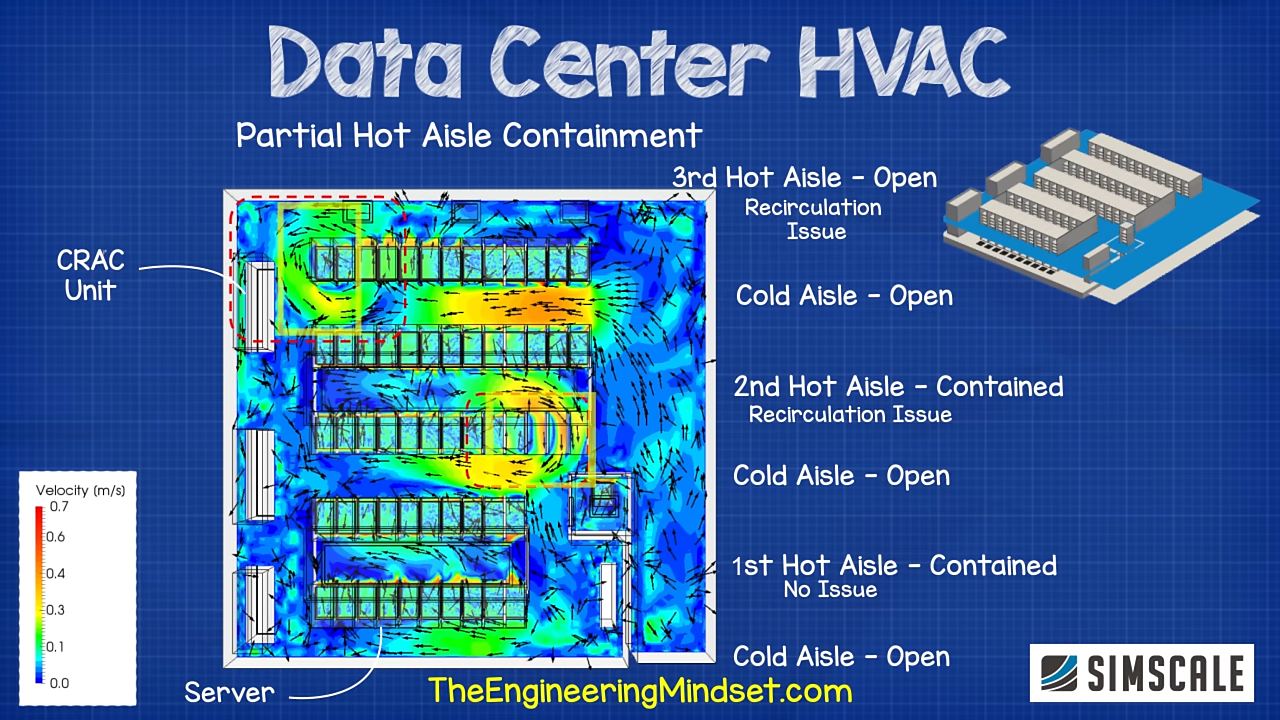 Data Center HVAC
Partial Hot Aisle Containment
3rd Hot Aisle - Open
Recirculation
Issue
CRAC
Unit
Cold Aisle - Open
2nd Hot Aisle - Contained
Recirculation Issue
Cold Aisle - Open
Velocity (m/s)
0.7
0.6
0.4
0.3
0.1
0.0
1st Hot Aisle - Contained
No Issue
Cold Aisle - Open
Server
TheEngineeringMindset.com
SIMSCALE